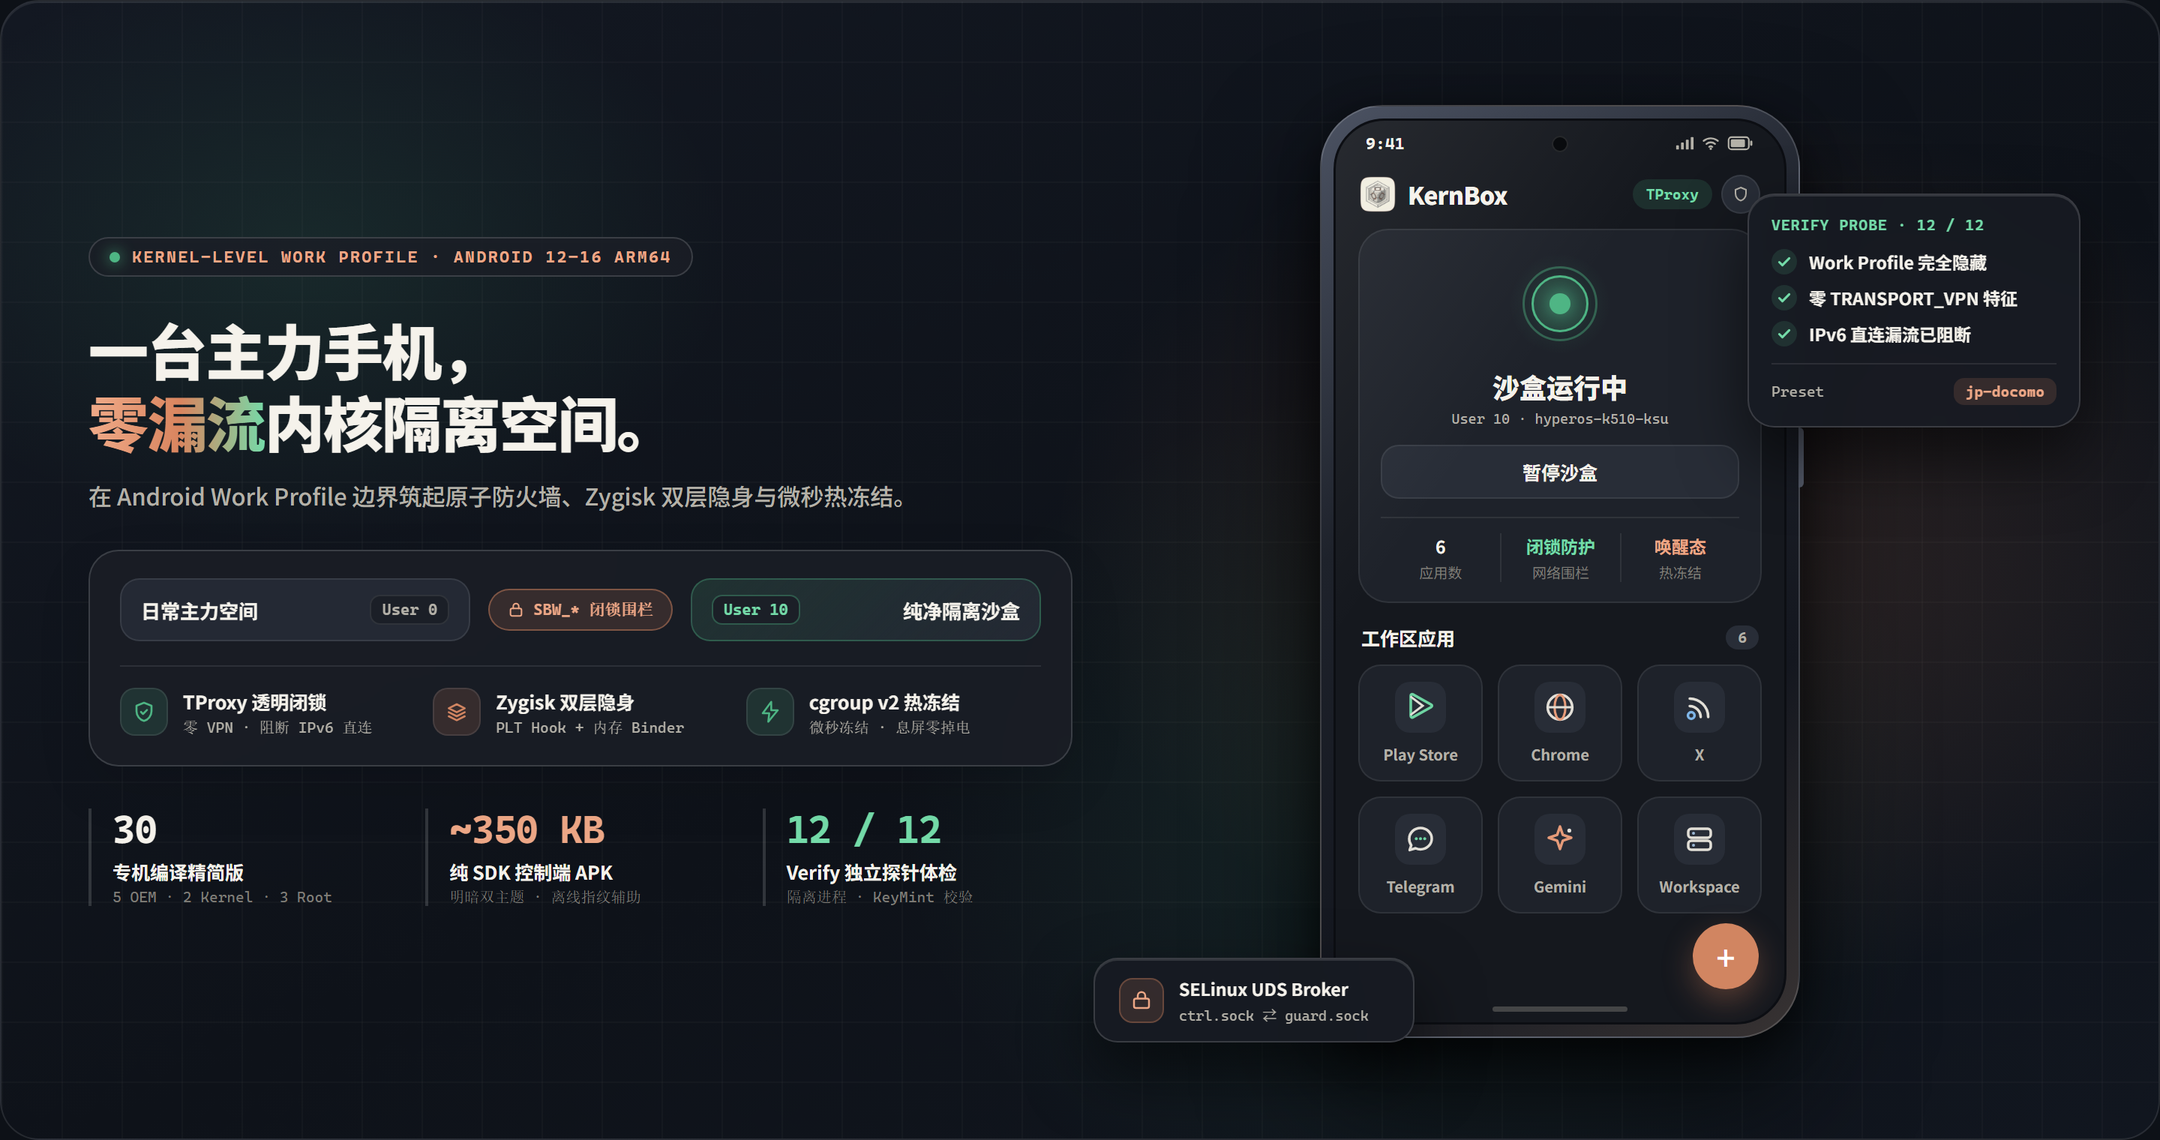 KERNEL-LEVEL WORK PROFILE · ANDROID 12-16 ARM64
一台主力手机，
零漏流内核隔离空间。
在 Android Work Profile 边界筑起原子防火墙、Zygisk 双层隐身与微秒热冻结。
日常主力空间 User 0
SBW_* 闭锁围栏
User 10 纯净隔离沙盒
TProxy 透明闭锁
零 VPN · 阻断 IPv6 直连
Zygisk 双层隐身
PLT Hook + 内存 Binder
cgroup v2 热冻结
微秒冻结 · 息屏零掉电
30
专机编译精简版
5 OEM · 2 Kernel · 3 Root
~350 KB
纯 SDK 控制端 APK
明暗双主题 · 离线指纹辅助
12 / 12
Verify 独立探针体检
隔离进程 · KeyMint 校验
9:41
KernBox
TProxy
沙盒运行中
User 10 · hyperos-k510-ksu
暂停沙盒
6
应用数
闭锁防护
网络围栏
唤醒态
热冻结
工作区应用
6
Play Store
Chrome
X
Telegram
Gemini
Workspace
+
VERIFY PROBE · 12 / 12
Work Profile 完全隐藏
零 TRANSPORT_VPN 特征
IPv6 直连漏流已阻断
Preset jp-docomo
SELinux UDS Broker
ctrl.sock ⇄ guard.sock